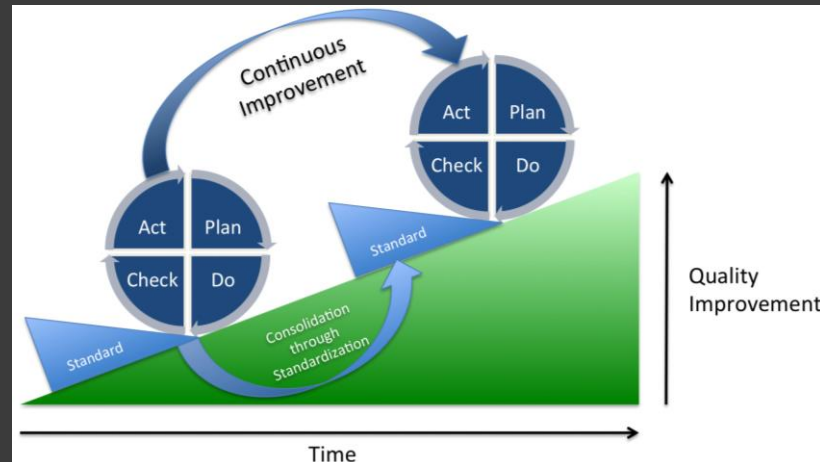 Continuous
Improvement
Act
Plan
Check
Do
Standard
Act
Plan
Check
Do
Standard
Consolidation
through
Standardization
Quality
Improvement
Time